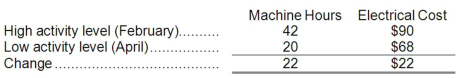 Machine Hours Electrical Cost
High activity level (February).......... 42 $90
Low activity level (April)................. 20 $68
Change........................................ 22 $22